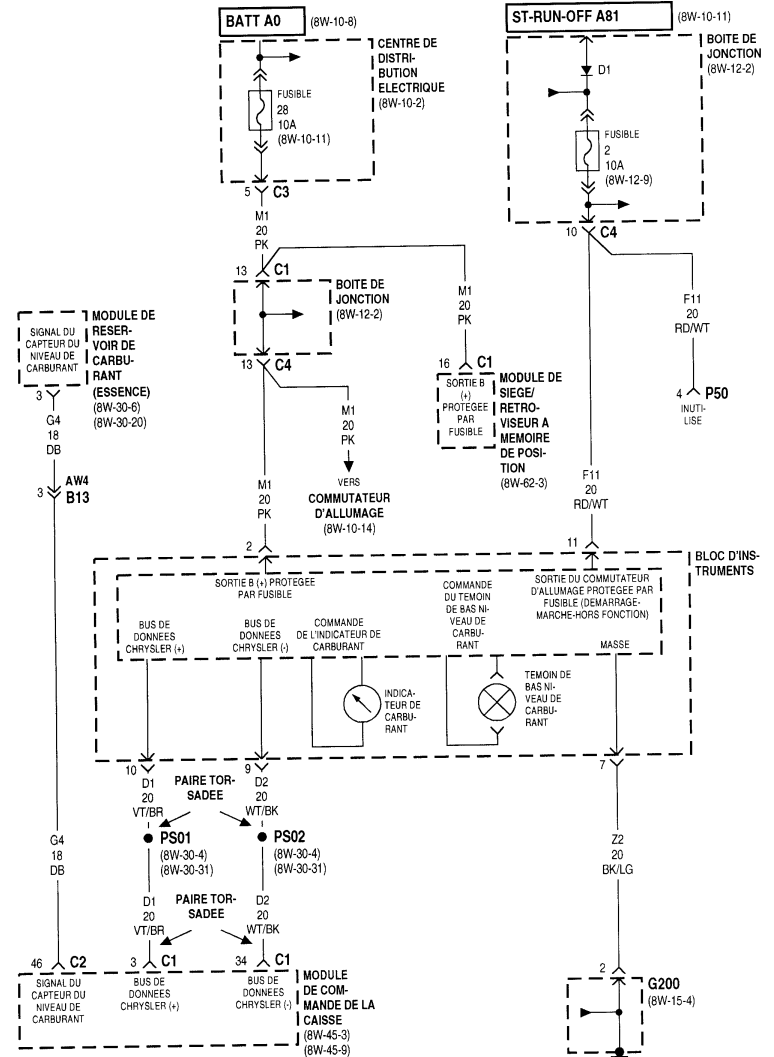 BATT A0
(8W-10-8)
ST-RUN-OFF A81
(8W-10-11)
CENTRE DE
DISTRI-
BUTION
ELECTRIQUE
(8W-10-2)
FUSIBLE
28
10A
(8W-10-11)
BOITE DE
JONCTION
(8W-12-2)
D1
FUSIBLE
2
10A
(8W-12-9)
5 C3
M1
20
PK
10 C4
13 C1
BOITE DE
JONCTION
(8W-12-2)
M1
20
PK
F11
20
RD/WT
MODULE DE
RESER-
VOIR DE
CARBU-
RANT
(ESSENCE)
(8W-30-6)
(8W-30-20)
SIGNAL DU
CAPTEUR DU
NIVEAU DE
CARBURANT
13 C4
16 C1
SORTIE B
(+)
PROTEGEE
PAR
FUSIBLE
MODULE DE
SIEGE/
RETRO-
VISEUR A
MEMOIRE
DE POSI-
TION
(8W-62-3)
4 P50
INUTI-
LISE
3
G4
18
DB
M1
20
PK
VERS
COMMUTATEUR
D'ALLUMAGE
(8W-10-14)
3 AW4
B13
M1
20
PK
F11
20
RD/WT
2
11
BLOC D'INS-
TRUMENTS
SORTIE B (+) PROTEGEE
PAR FUSIBLE
COMMANDE
DU TEMOIN
DE BAS NI-
VEAU DE
CARBU-
RANT
SORTIE DU COMMUTATEUR
D'ALLUMAGE PROTEGEE PAR
FUSIBLE (DEMARRAGE-
MARCHE-HORS FONCTION)
BUS DE
DONNEES
CHRYSLER (+)
BUS DE
DONNEES
CHRYSLER (-)
COMMANDE
DE L'INDICATEUR DE
CARBURANT
MASSE
INDICA-
TEUR DE
CARBU-
RANT
TEMOIN DE
BAS NI-
VEAU DE
CARBU-
RANT
10
9
7
D1
20
VT/BR
PAIRE TOR-
SADEE
D2
20
WT/BK
PS01
(8W-30-4)
(8W-30-31)
PS02
(8W-30-4)
(8W-30-31)
G4
18
DB
Z2
20
BK/LG
D1
20
VT/BR
PAIRE TOR-
SADEE
D2
20
WT/BK
46 C2
3 C1
34 C1
2
G200
(8W-15-4)
SIGNAL DU
CAPTEUR DU
NIVEAU DE
CARBURANT
BUS DE
DONNEES
CHRYSLER (+)
BUS DE
DONNEES
CHRYSLER (-)
MODULE
DE COM-
MANDE DE LA
CAISSE
(8W-45-3)
(8W-45-9)